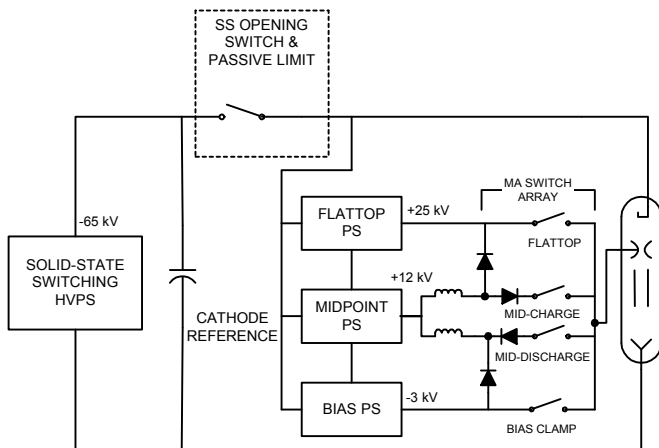 SS OPENING
SWITCH &
PASSIVE LIMIT
-65 kV
SOLID-STATE
SWITCHING
HVPS
CATHODE
REFERENCE
FLATTOP
PS
+25 kV
MIDPOINT
PS
+12 kV
BIAS PS
-3 kV
MA SWITCH
ARRAY
FLATTOP
MID-CHARGE
MID-DISCHARGE
BIAS CLAMP